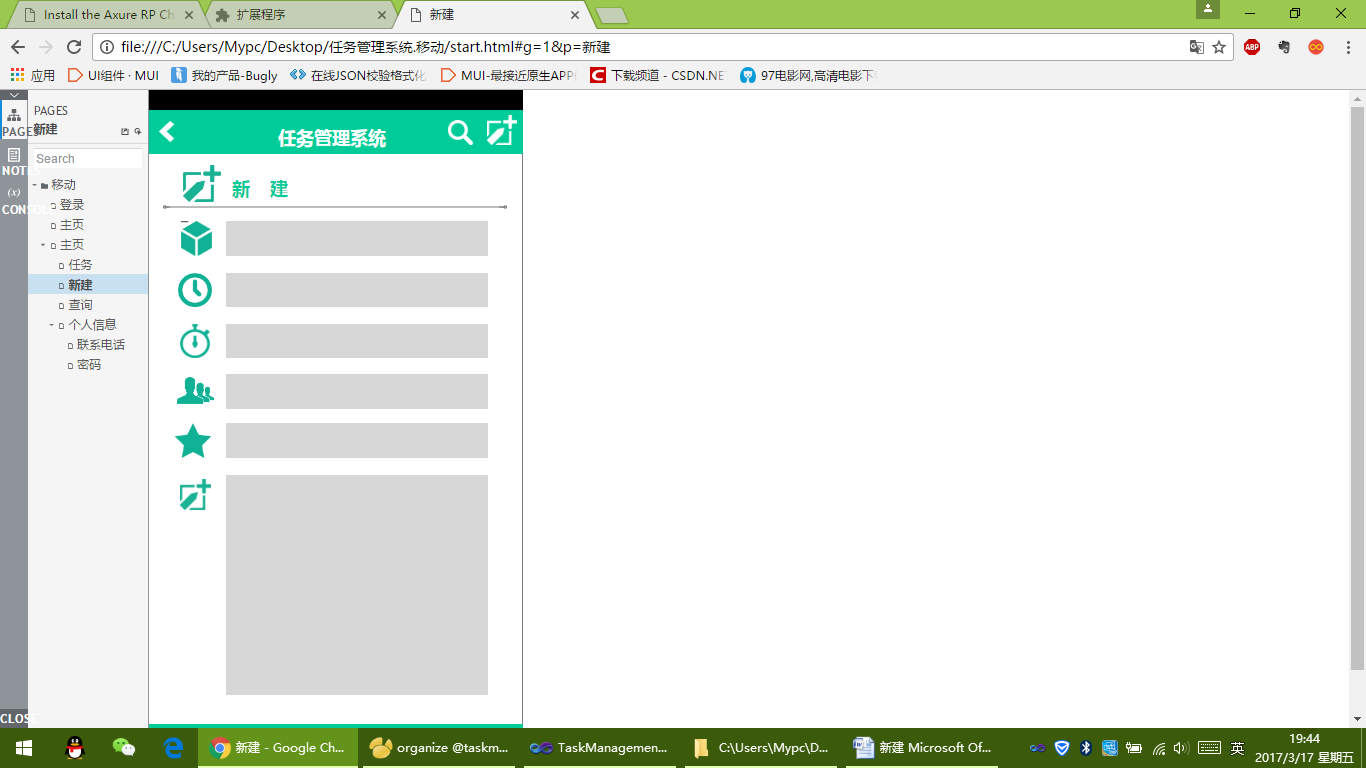 Install the Axure RP Ch
扩展程序
新建
file:///C:/Users/Mypc/Desktop/任务管理系统.移动/start.html#g=1&p=新建
ABP
应用
UI组件 · MUI
我的产品-Bugly
在线JSON校验格式化
MUI-最接近原生APP
下载频道 - CSDN.NE
97电影网,高清电影下
PAGES
新建
PAGE
Search
NOTES
(x)
CONSOL
移动
登录
主页
主页
任务
新建
查询
个人信息
联系电话
密码
CLOSE
任务管理系统
新 建
新建 - Google Ch...
organize @taskm...
TaskManagemen...
C:\Users\Mypc\D...
新建 Microsoft Of...
英
19:44
2017/3/17 星期五